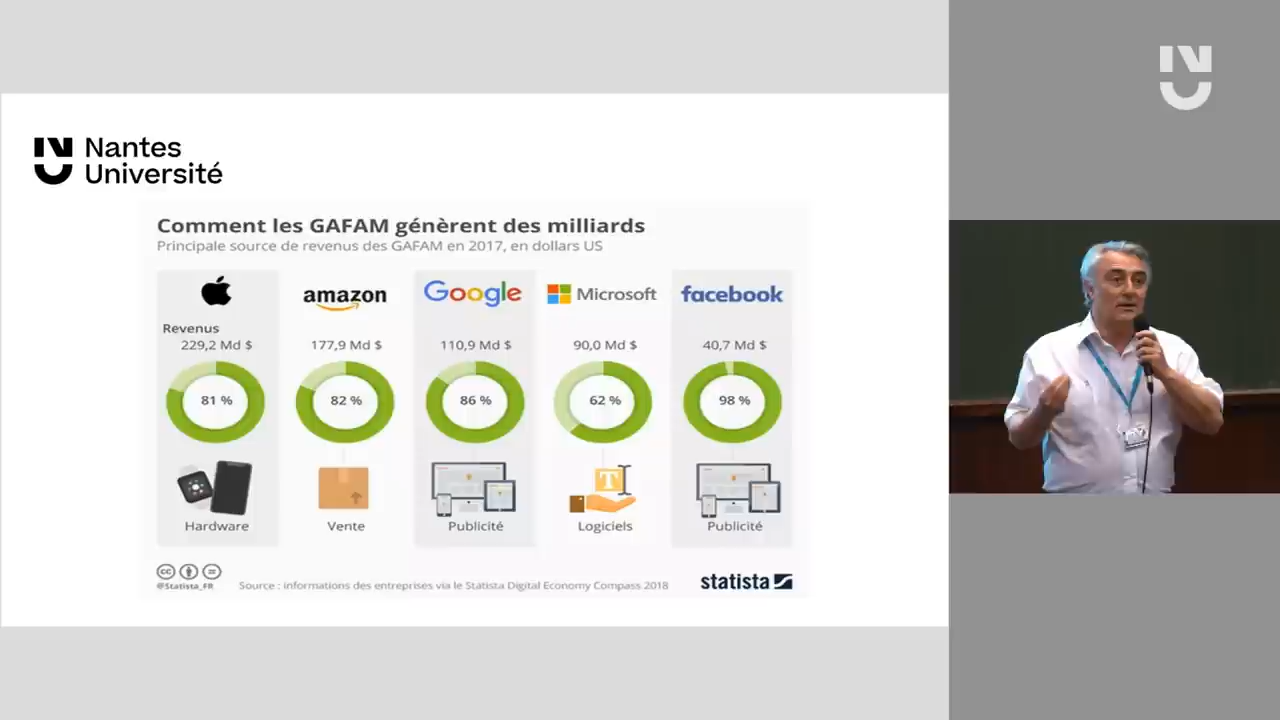 Nantes
Université
Comment les GAFAM génèrent des milliards
Principale source de revenus des GAFAM en 2017, en dollars US
amazon
Google
Microsoft
facebook
Revenus
229,2 Md $
177,9 Md $
110,9 Md $
90,0 Md $
40,7 Md $
81 %
82 %
86 %
62 %
98 %
T
Hardware
Vente
Publicité
Logiciels
Publicité
cc
@Statista_FR
Source : informations des entreprises via le Statista Digital Economy Compass 2018
statista